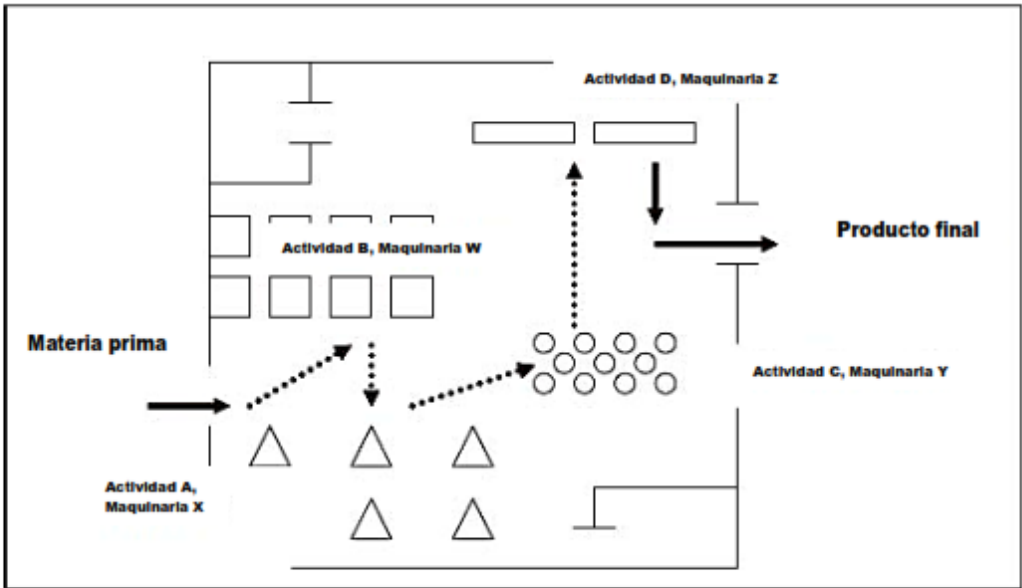 Actividad D, Maquinaria Z
Actividad B, Maquinaria W
Producto final
Materia prima
Actividad C, Maquinaria Y
Actividad A,
Maquinaria X